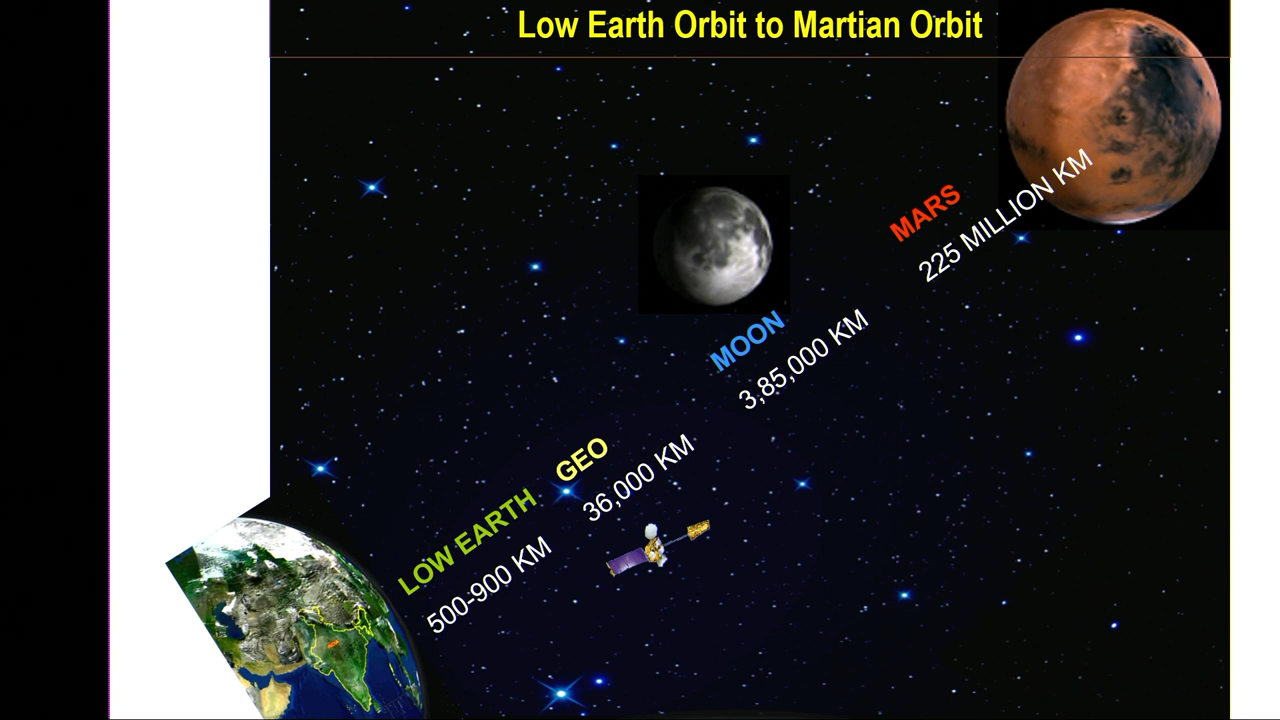 Low Earth Orbit to Martian Orbit
MARS
225 MILLION KM
MOON
3,85,000 KM
GEO
36,000 KM
LOW EARTH
500-900 KM